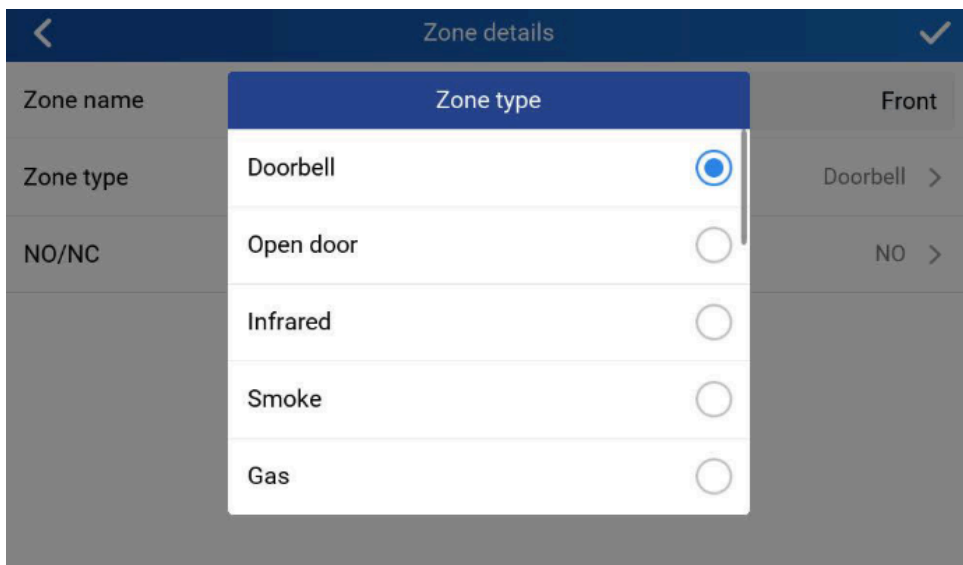 Zone details
Zone name
Front
Zone type
Doorbell
NO/NC
NO
Zone type
Doorbell
Open door
Infrared
Smoke
Gas